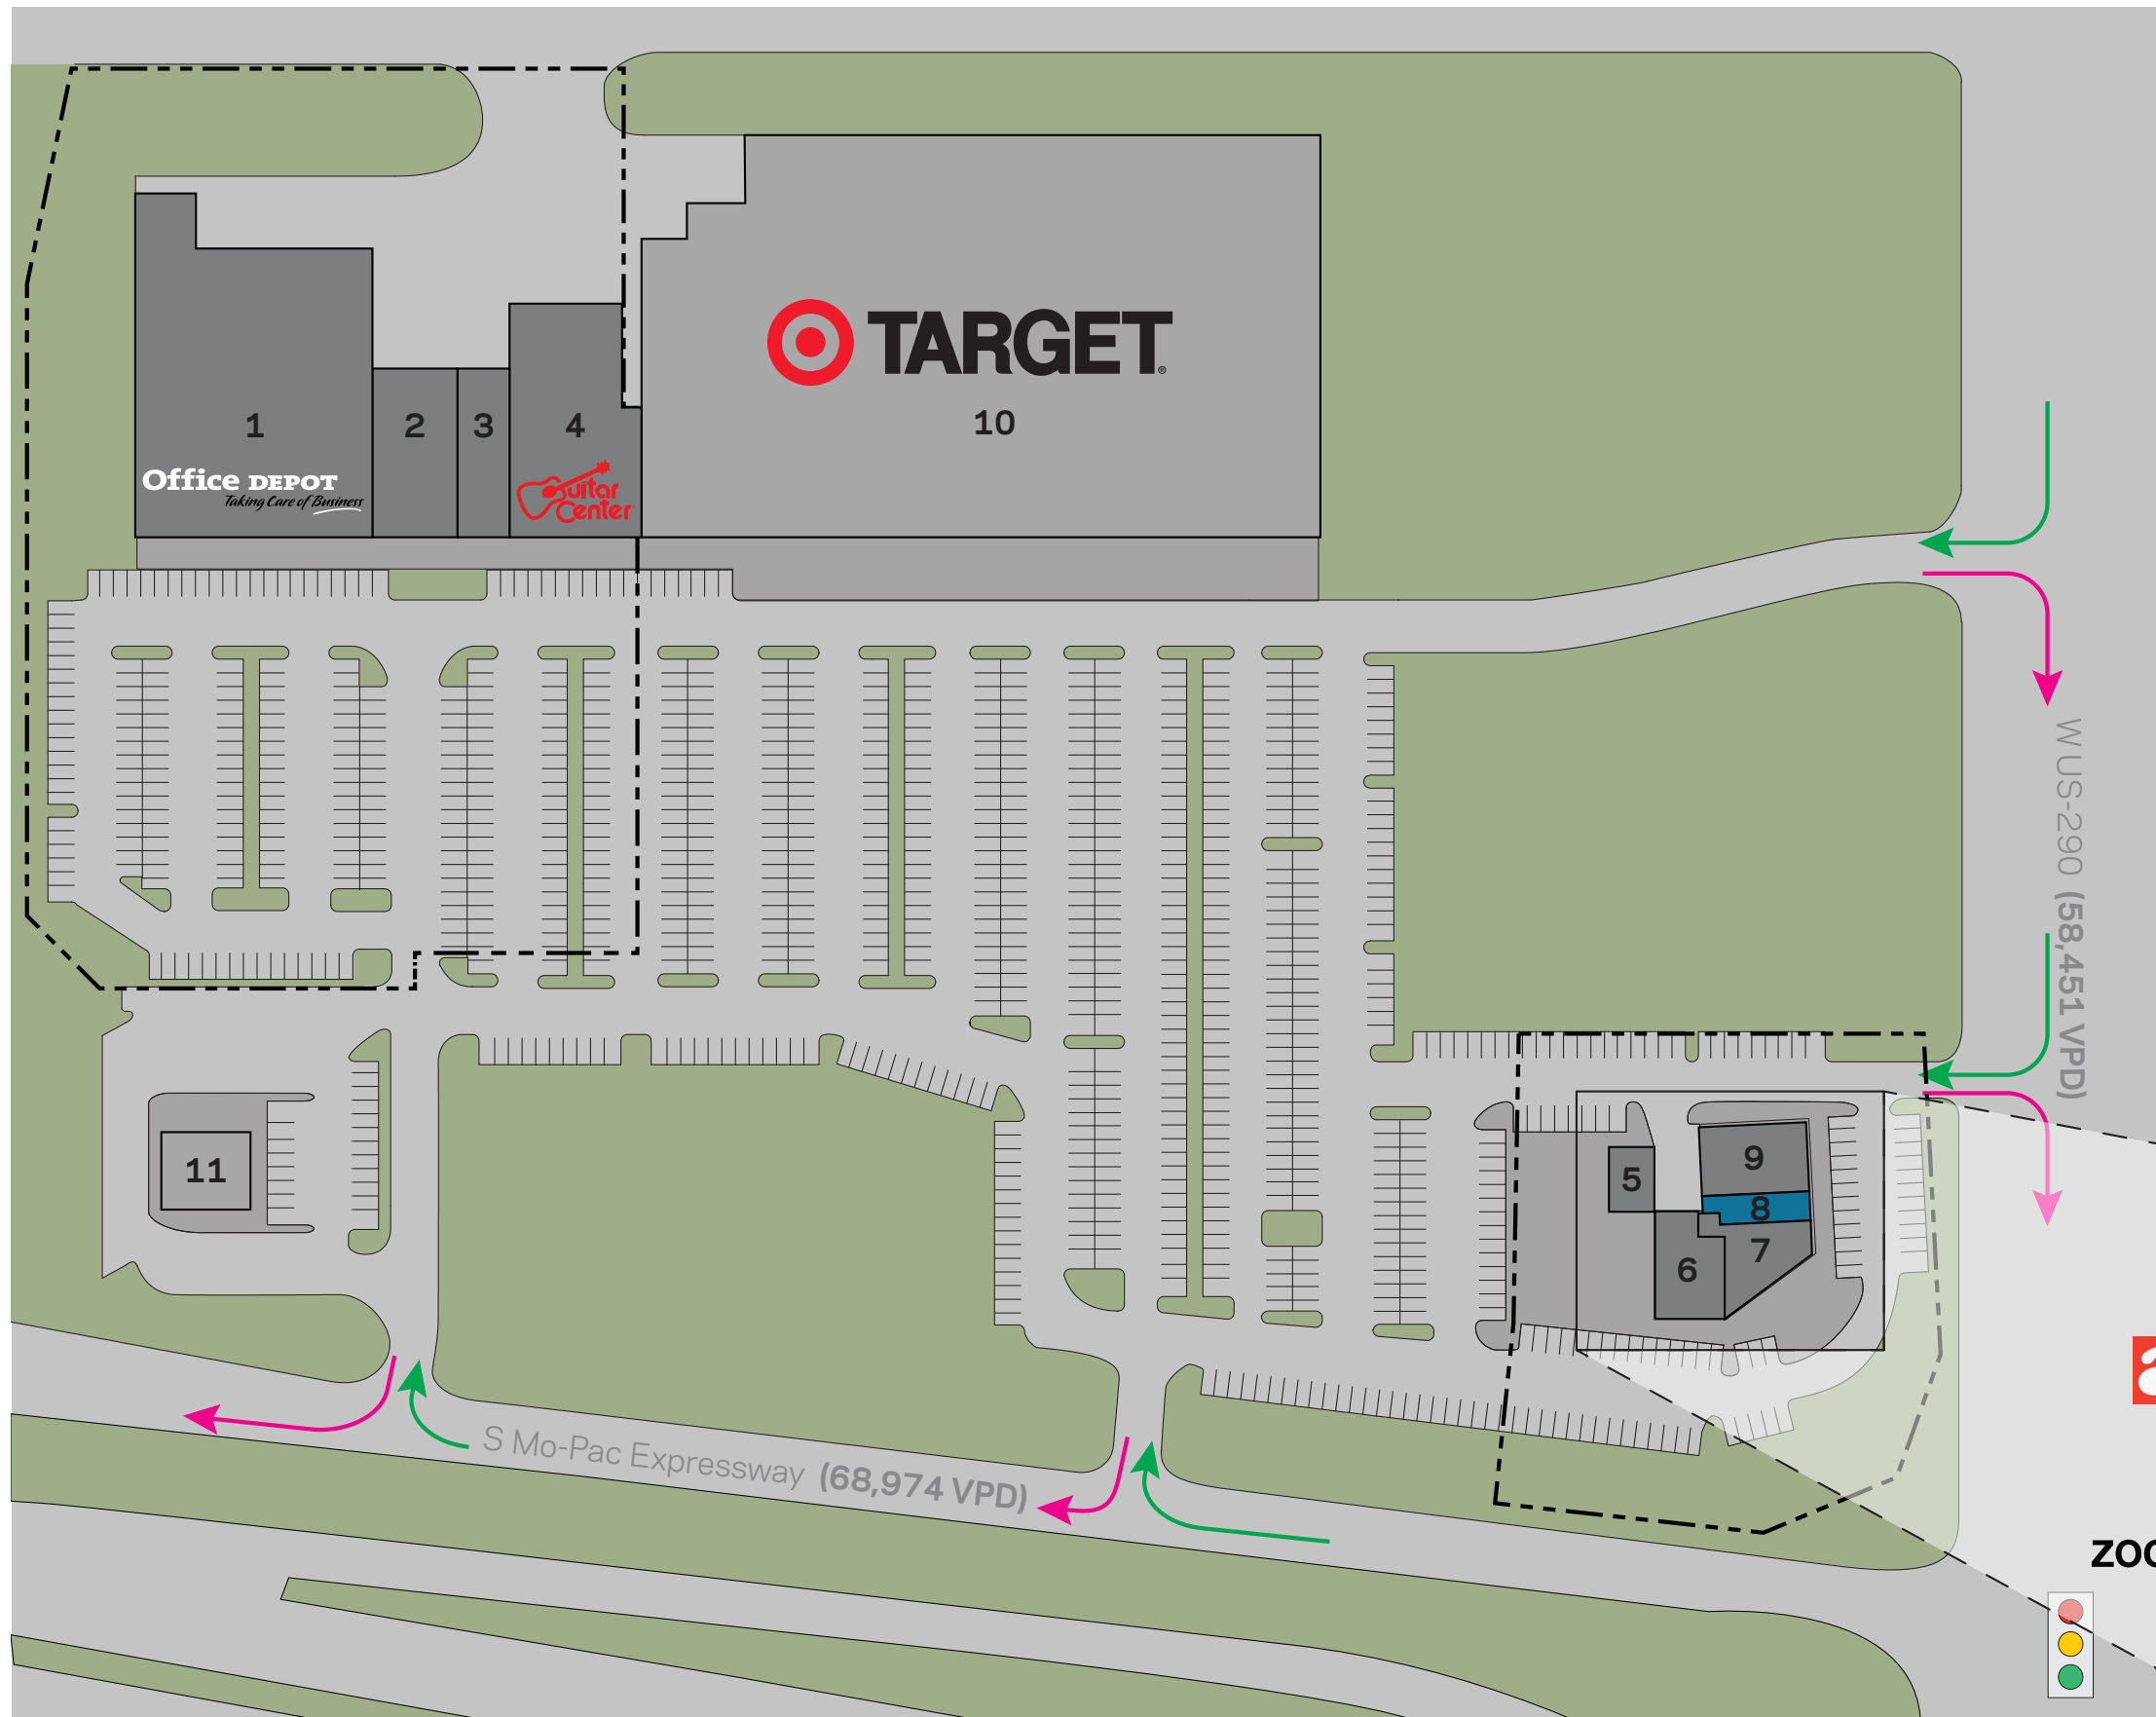 TARGET®
10
1
2
3
4
Office DEPOT
Taking Care of Business
Guitar
Center
W US-290 (58,451 VPD)
5
9
8
7
6
11
S Mo-Pac Expressway (68,974 VPD)